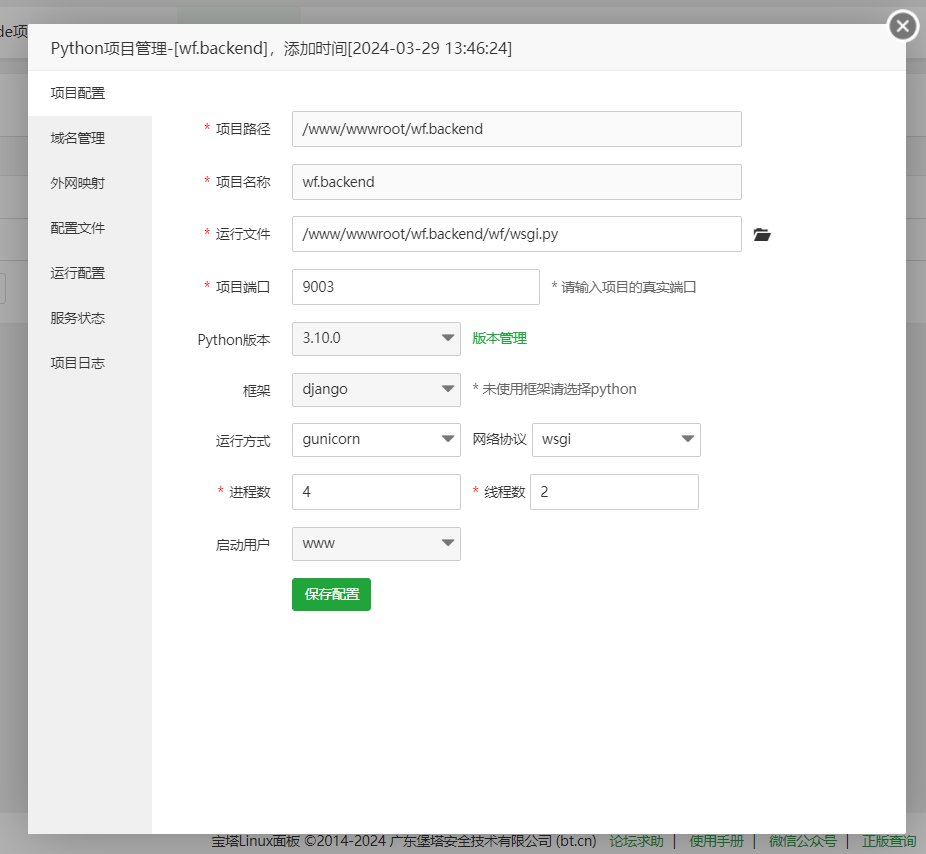 de项
Python项目管理-[wf.backend]，添加时间[2024-03-29 13:46:24]
项目配置
域名管理
外网映射
配置文件
运行配置
服务状态
项目日志
* 项目路径 /www/wwwroot/wf.backend
* 项目名称 wf.backend
* 运行文件 /www/wwwroot/wf.backend/wf/wsgi.py
* 项目端口 9003 * 请输入项目的真实端口
Python版本 3.10.0 版本管理
框架 django * 未使用框架请选择python
运行方式 gunicorn 网络协议 wsgi
* 进程数 4 * 线程数 2
启动用户 www
保存配置
宝塔Linux面板 ©2014-2024 广东堡塔安全技术有限公司 (bt.cn) 论坛求助 | 使用手册 | 微信公众号 | 正版查询